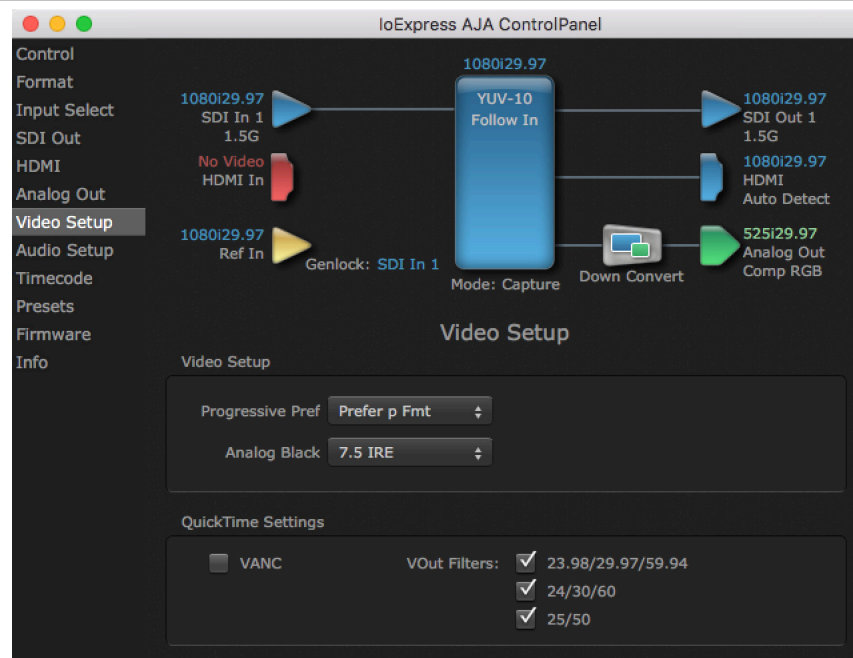 IoExpress AJA ControlPanel
Control
Format
Input Select
SDI Out
HDMI
Analog Out
Video Setup
Audio Setup
Timecode
Presets
Firmware
Info
1080i29.97
1080i29.97
SDI In 1
1.5G
No Video
HDMI In
1080i29.97
Ref In
Genlock: SDI In 1
YUV-10
Follow In
Mode: Capture
Down Convert
1080i29.97
SDI Out 1
1.5G
1080i29.97
HDMI
Auto Detect
525i29.97
Analog Out
Comp RGB
Video Setup
Video Setup
Progressive Pref Prefer p Fmt
Analog Black 7.5 IRE
QuickTime Settings
VANC VOut Filters: 23.98/29.97/59.94
24/30/60
25/50